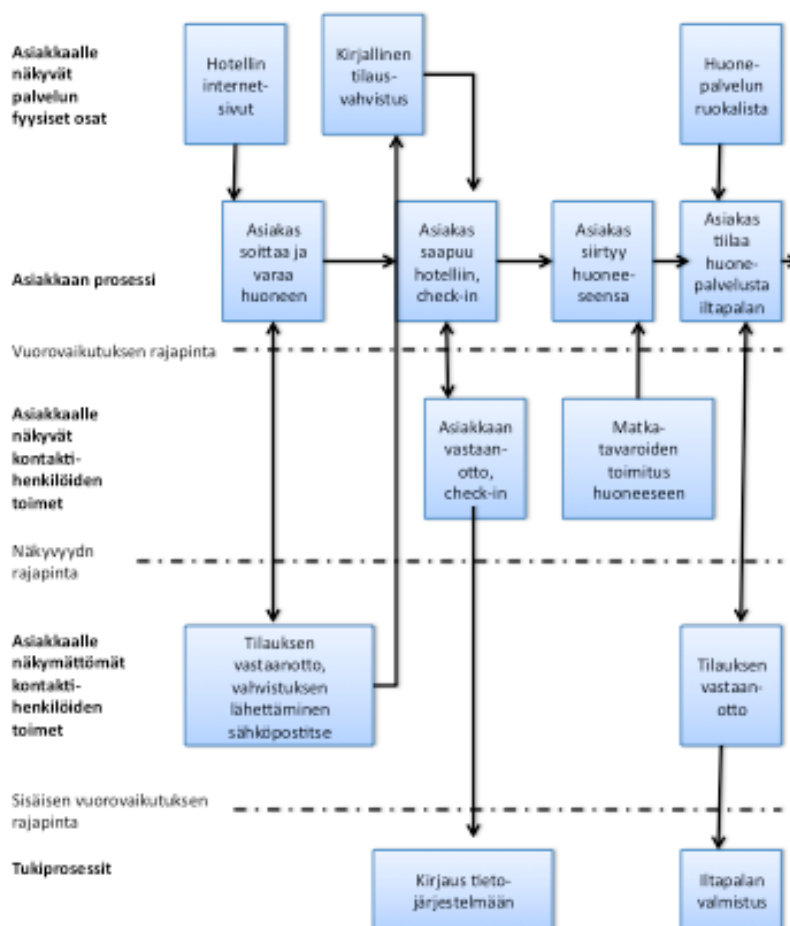 Asiakkaalle
näkyvät
palvelun
fyysiset osat
Hotellin
internet-
sivut
Kirjallinen
tilaus-
vahvistus
Huone-
palvelun
ruokalista
Asiakkaan prosessi
Asiakas
soittaa ja
varaa
huoneen
Asiakas
saapuu
hotelliin,
check-in
Asiakas
siirtyy
huonee-
seensa
Asiakas
tiilaa
huone-
palvelusta
iltapalan
Vuorovaikutuksen rajapinta
Asiakkaalle
näkyvät
kontakti-
henkilöiden
toimet
Asiakkaan
vastaan-
otto,
check-in
Matka-
tavaroiden
toimitus
huoneeseen
Näkyvyydn
rajapinta
Asiakkaalle
näkymättömät
kontakti-
henkilöiden
toimet
Tilauksen
vastaanotto,
vahvistuksen
lähettäminen
sähköpostitse
Tilauksen
vastaan-
otto
Sisäisen vuorovaikutuksen
rajapinta
Tukiprosessit
Kirjaus tieto-
järjestelmään
Iltapalan
valmistus